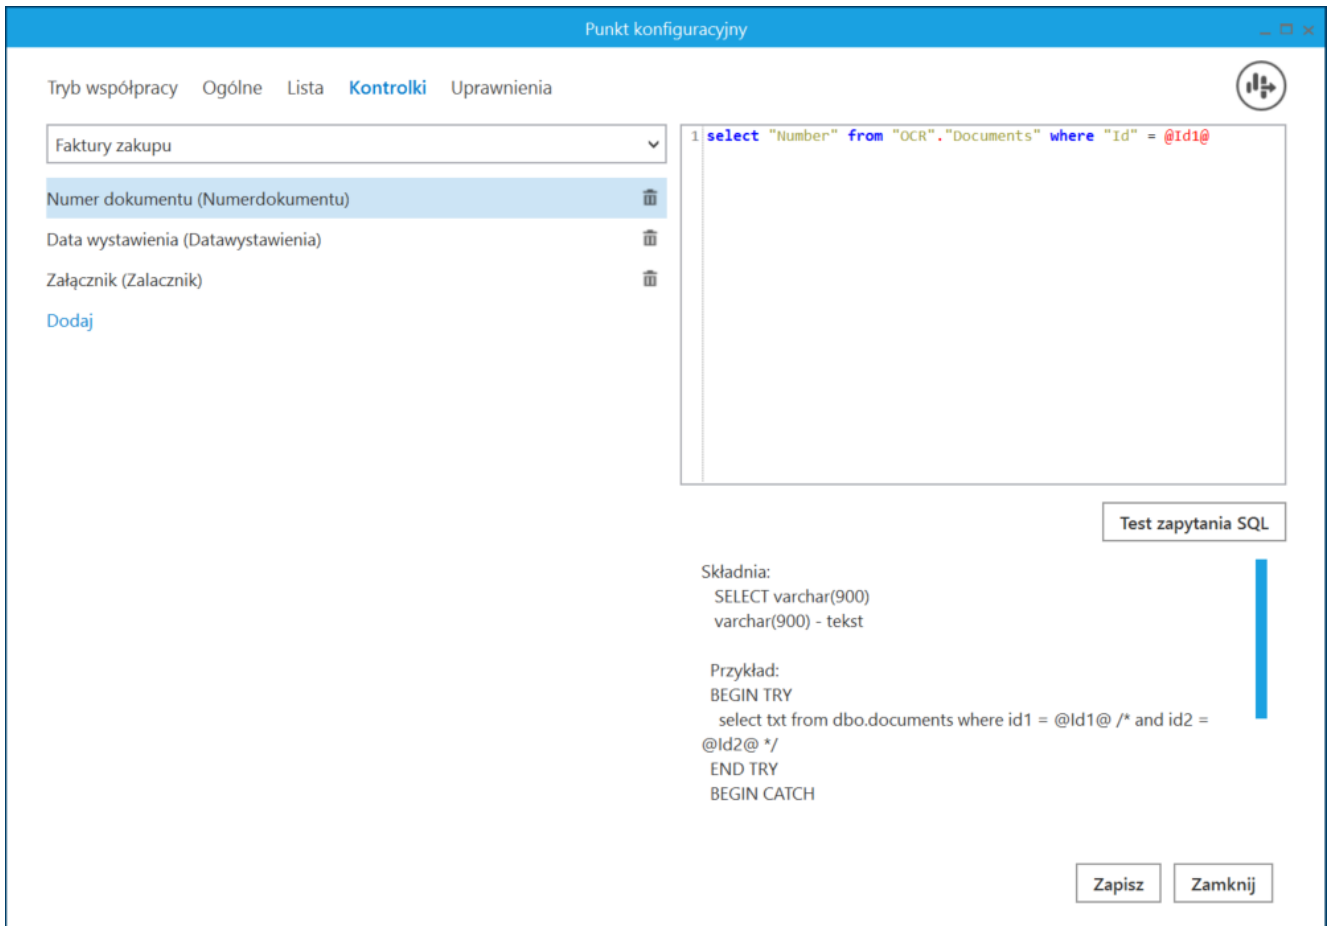 Punkt konfiguracyjny
Tryb współpracy Ogólne Lista Kontrolki Uprawnienia
Faktury zakupu
Numer dokumentu (Numerdokumentu)
Data wystawienia (Datawystawienia)
Załącznik (Zalacznik)
Dodaj
1 select "Number" from "OCR"."Documents" where "Id" = @Id1@
Test zapytania SQL
Składnia:
SELECT varchar(900)
varchar(900) - tekst
Przykład:
BEGIN TRY
select txt from dbo.documents where id1 = @Id1@ /* and id2 =
@Id2@ */
END TRY
BEGIN CATCH
Zapisz Zamknij